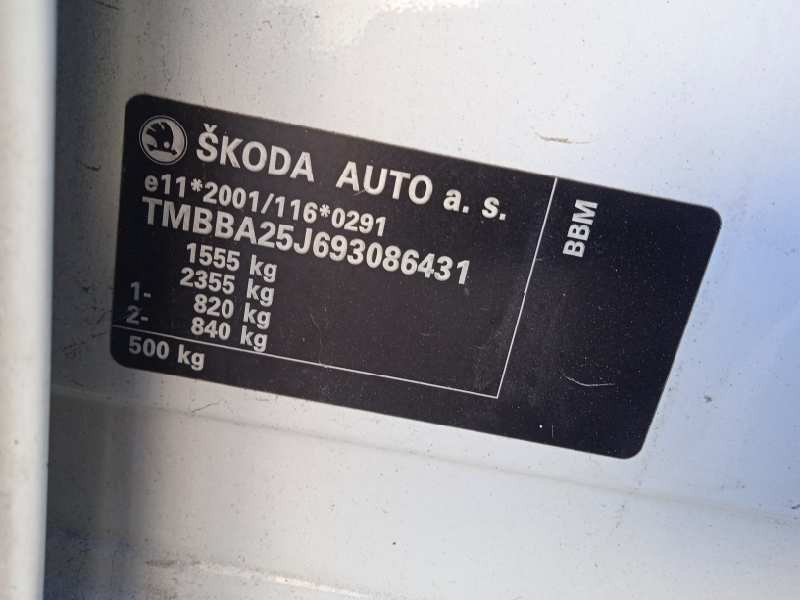 ŠKODA AUTO a. s.
e11*2001/116*0291
TMBBA25J693086431
1555 kg
2355 kg
1- 820 kg
2- 840 kg
500 kg
BBM